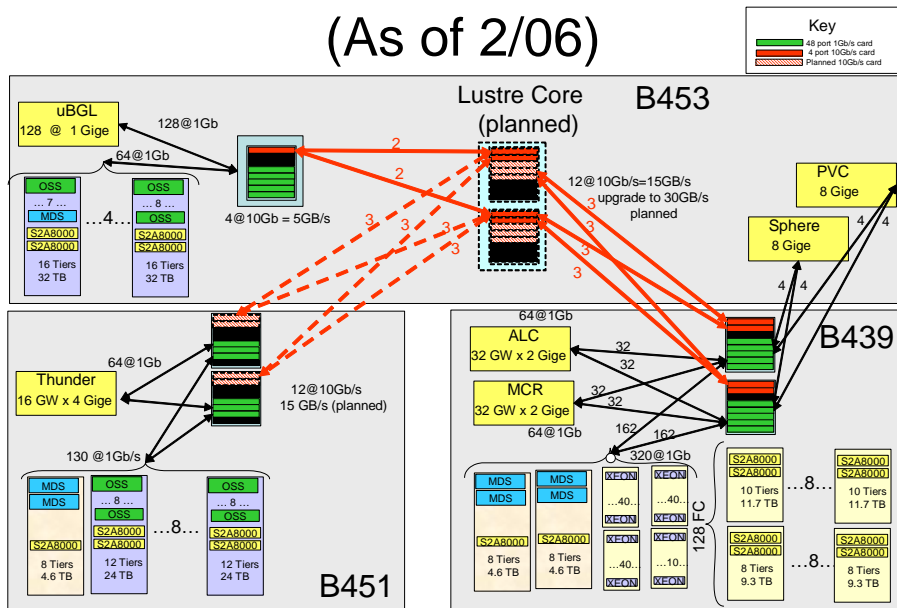 (As of 2/06)
Key
48 port 1Gb/s card
4 port 10Gb/s card
Planned 10Gb/s card
B453
Lustre Core
(planned)
uBGL
128 @ 1 Gige
128@1Gb
64@1Gb
2
2
4@10Gb = 5GB/s
12@10Gb/s=15GB/s
upgrade to 30GB/s
planned
PVC
8 Gige
Sphere
8 Gige
4
4
4
4
3
3
3
3
3
3
3
3
OSS
... 7 ...
MDS
S2A8000
S2A8000
16 Tiers
32 TB
...4...
OSS
... 8 ...
OSS
S2A8000
S2A8000
16 Tiers
32 TB
B451
Thunder
16 GW x 4 Gige
64@1Gb
12@10Gb/s
15 GB/s (planned)
130 @1Gb/s
MDS
MDS
S2A8000
8 Tiers
4.6 TB
OSS
... 8 ...
OSS
S2A8000
S2A8000
12 Tiers
24 TB
...8...
OSS
... 8 ...
OSS
S2A8000
S2A8000
12 Tiers
24 TB
B439
64@1Gb
ALC
32 GW x 2 Gige
MCR
32 GW x 2 Gige
64@1Gb
32
32
32
32
162
162
320@1Gb
MDS
MDS
S2A8000
8 Tiers
4.6 TB
MDS
MDS
S2A8000
8 Tiers
4.6 TB
XEON
...40...
XEON
XEON
...40...
XEON
XEON
...40...
XEON
XEON
...10...
XEON
128 FC
S2A8000
S2A8000
10 Tiers
11.7 TB
...8...
S2A8000
S2A8000
10 Tiers
11.7 TB
S2A8000
S2A8000
8 Tiers
9.3 TB
...8...
S2A8000
S2A8000
8 Tiers
9.3 TB